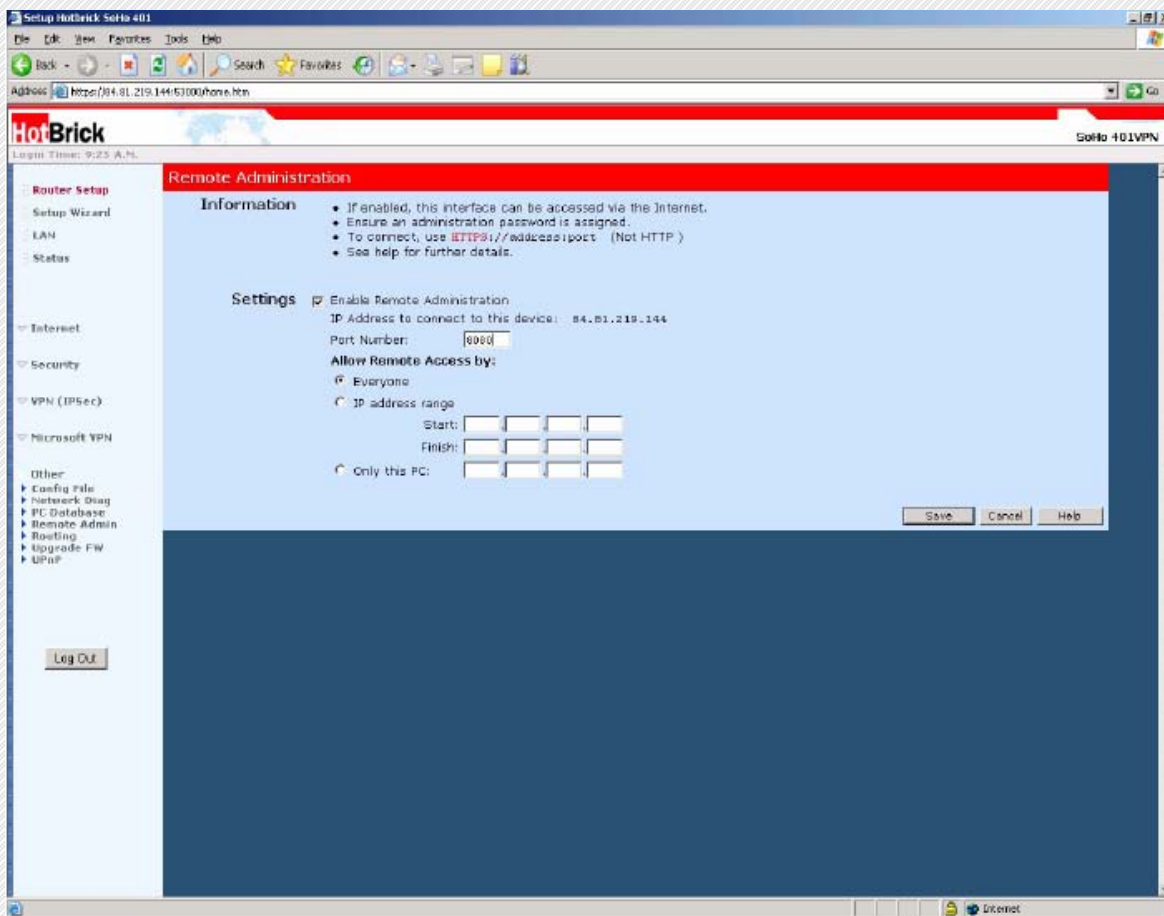 Setup Hotbrick SoHo 401
File Edit View Favorites Tools Help
Back Search Favorites
Address https://84.81.219.144:53000/home.htm Go
HotBrick
SoHo 401VPN
Login Time: 9:25 A.M.
Router Setup
Setup Wizard
LAN
Status
Internet
Security
VPN (IPSec)
Microsoft VPN
Other
Config File
Network Diag
PC Database
Remote Admin
Routing
Upgrade FW
UPnP
Log Out
Remote Administration
Information
• If enabled, this interface can be accessed via the Internet.
• Ensure an administration password is assigned.
• To connect, use HTTPS://address:port (Not HTTP )
• See help for further details.
Settings
Enable Remote Administration
IP Address to connect to this device: 84.81.219.144
Port Number: 8080
Allow Remote Access by:
Everyone
IP address range
Start:
Finish:
Only this PC:
Save Cancel Help
Internet